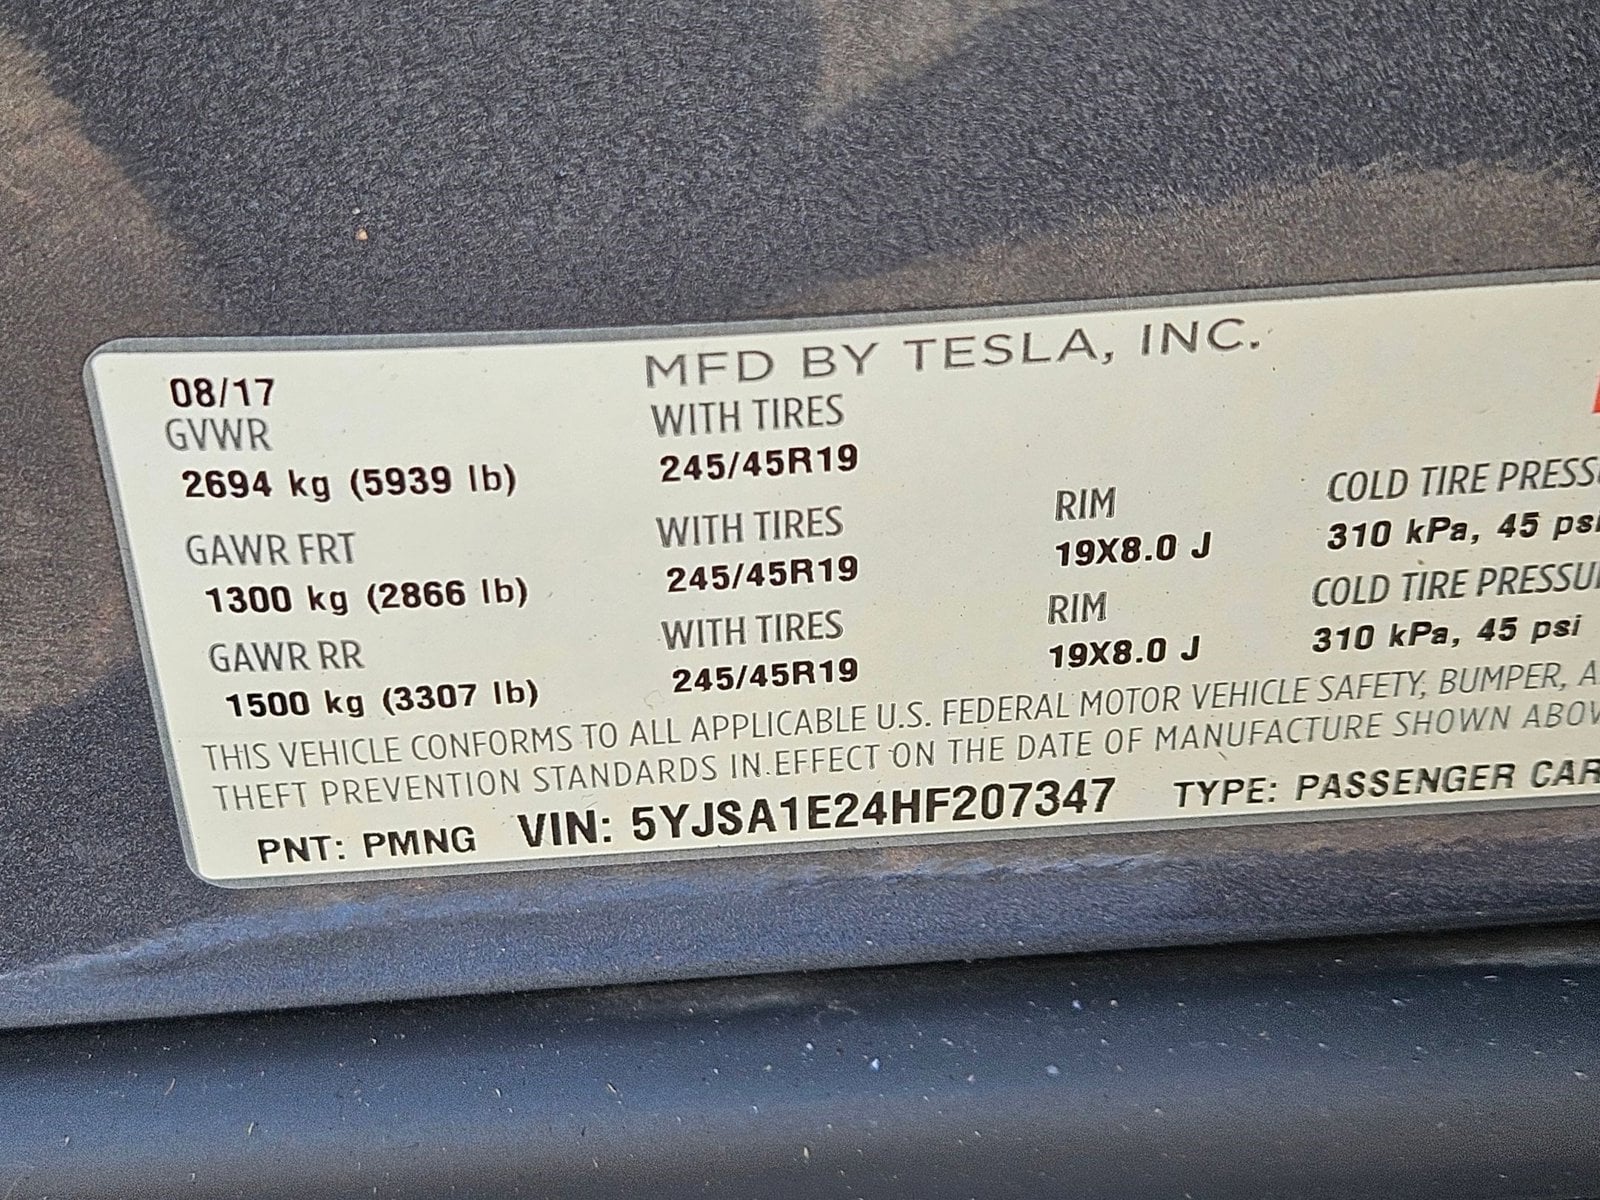 MFD BY TESLA, INC.
08/17
GVWR WITH TIRES
2694 kg (5939 lb) 245/45R19
GAWR FRT WITH TIRES RIM COLD TIRE PRESS
1300 kg (2866 lb) 245/45R19 19X8.0 J 310 kPa, 45 psi
GAWR RR WITH TIRES RIM COLD TIRE PRESSU
1500 kg (3307 lb) 245/45R19 19X8.0 J 310 kPa, 45 psi
THIS VEHICLE CONFORMS TO ALL APPLICABLE U.S. FEDERAL MOTOR VEHICLE SAFETY, BUMPER, A
THEFT PREVENTION STANDARDS IN EFFECT ON THE DATE OF MANUFACTURE SHOWN ABOV
PNT: PMNG VIN: 5YJSA1E24HF207347 TYPE: PASSENGER CAR